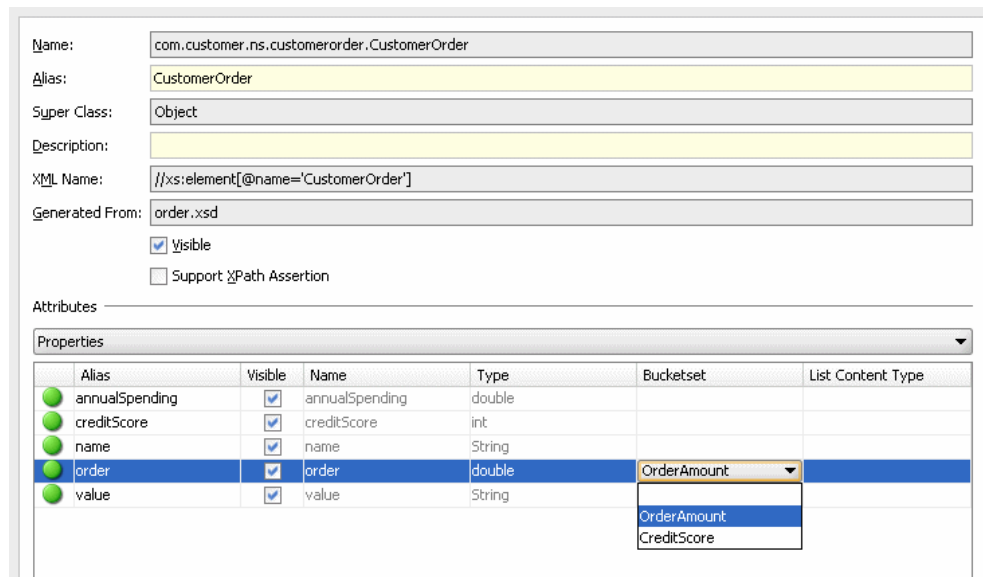 Name: com.customer.ns.customerorder.CustomerOrder
Alias: CustomerOrder
Super Class: Object
Description:
XML Name: //xs:element[@name='CustomerOrder']
Generated From: order.xsd
Visible
Support XPath Assertion
Attributes
Properties
Alias Visible Name Type Bucketset List Content Type
annualSpending annualSpending double
creditScore creditScore int
name name String
order order double OrderAmount
value value String
OrderAmount
CreditScore